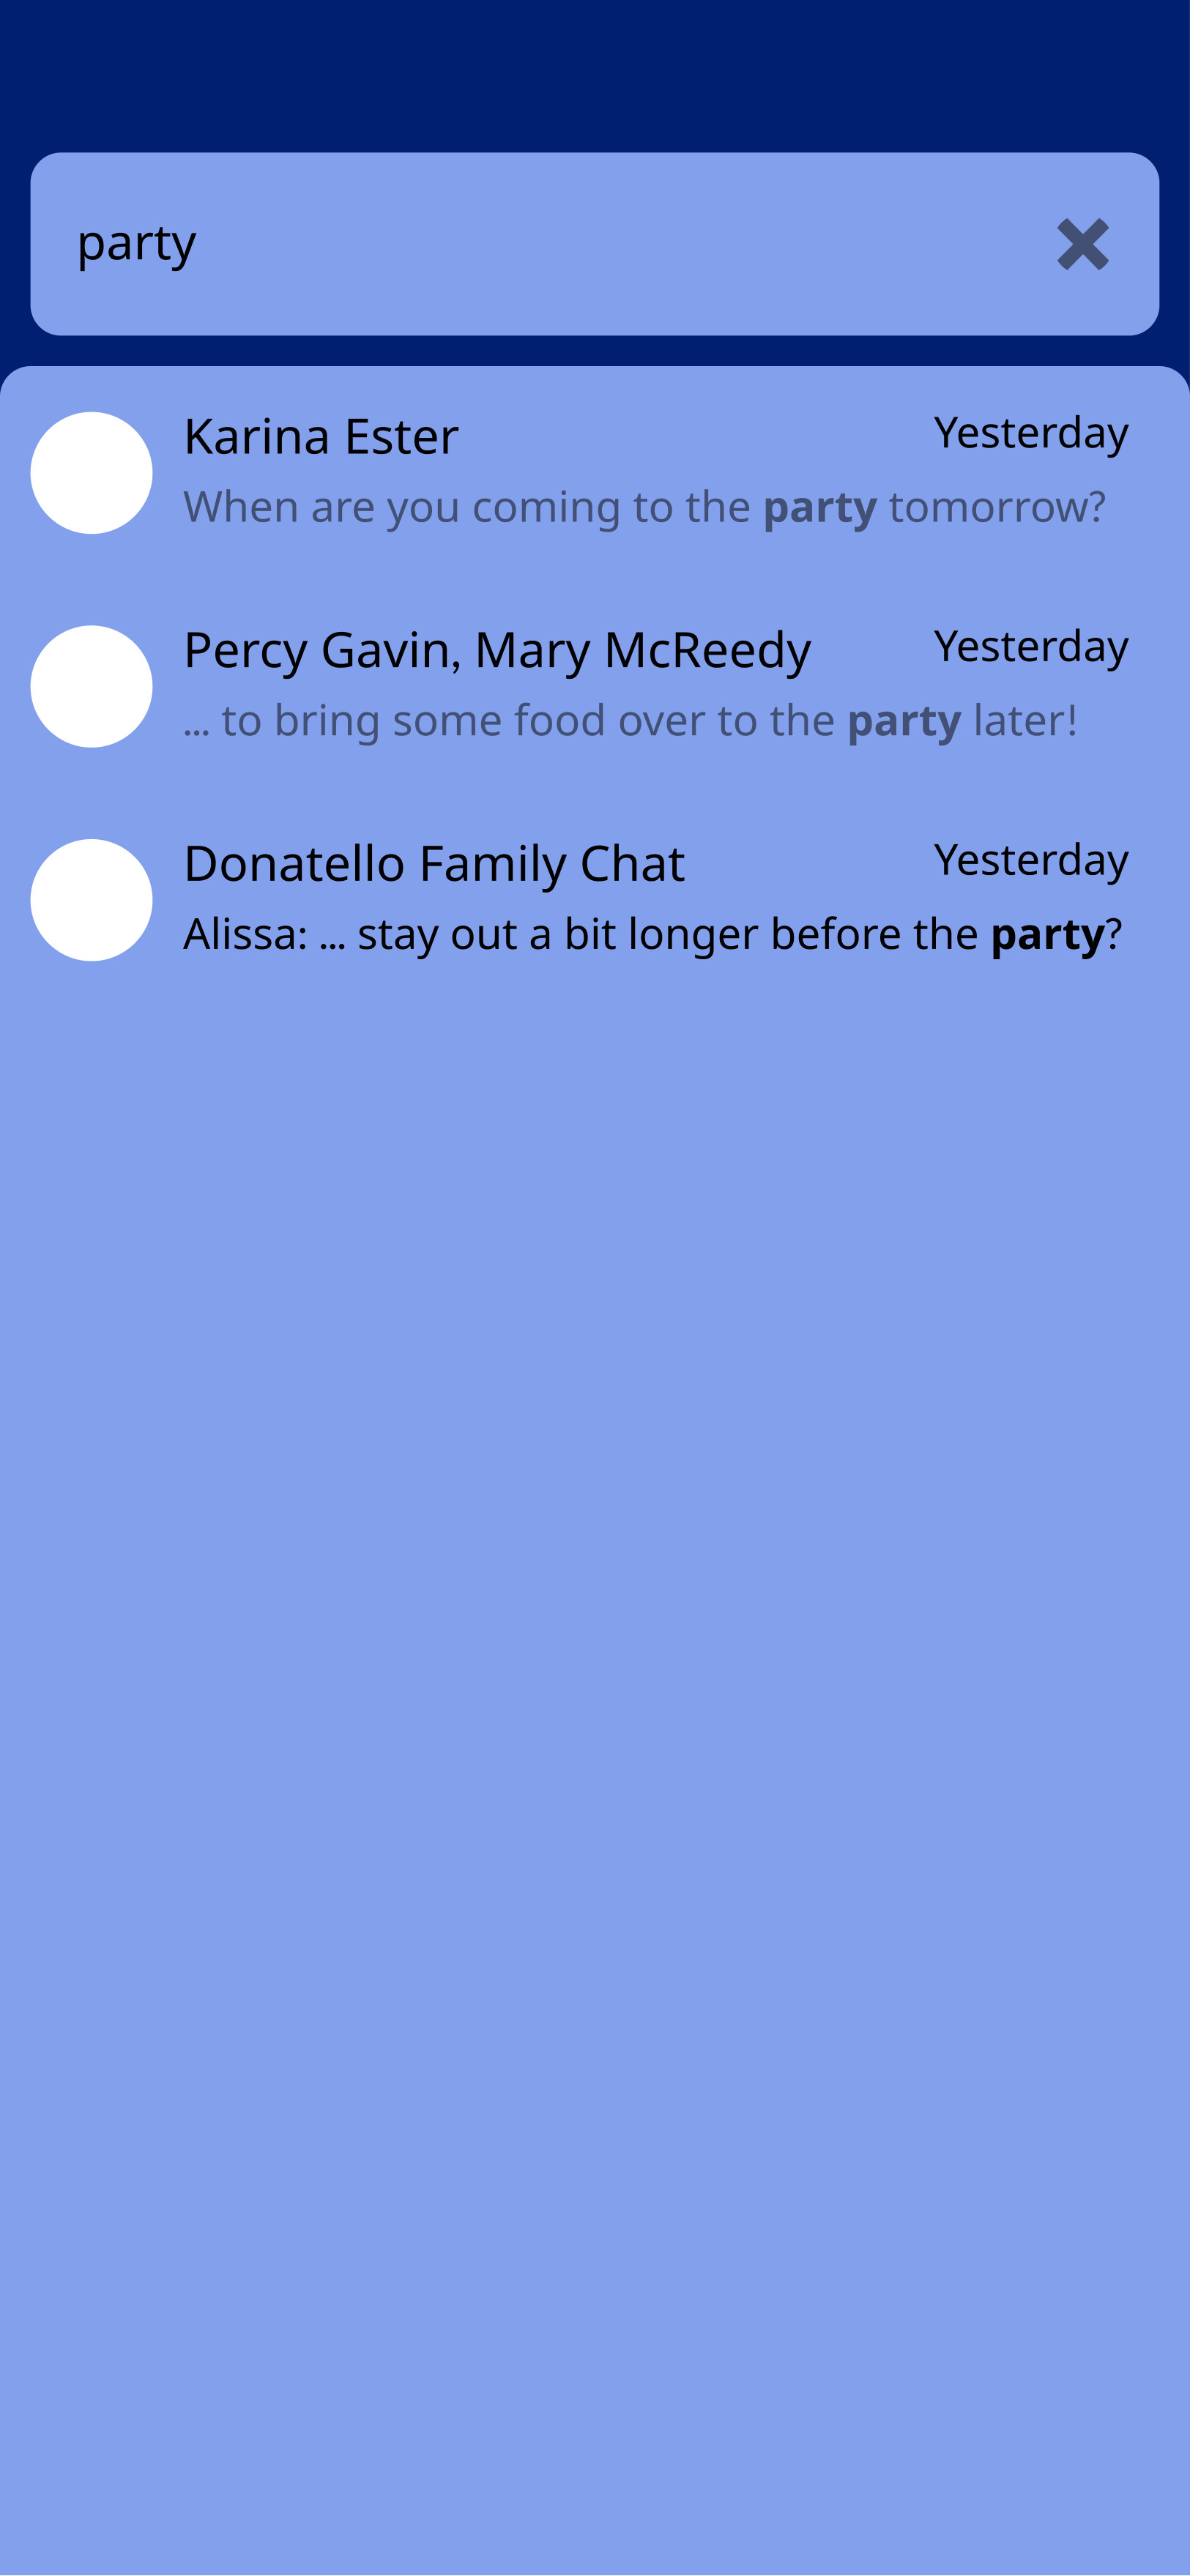 party
Karina Ester
Yesterday
When are you coming to the party tomorrow?
Percy Gavin, Mary McReedy
Yesterday
... to bring some food over to the party later!
Donatello Family Chat
Yesterday
Alissa: ... stay out a bit longer before the party?